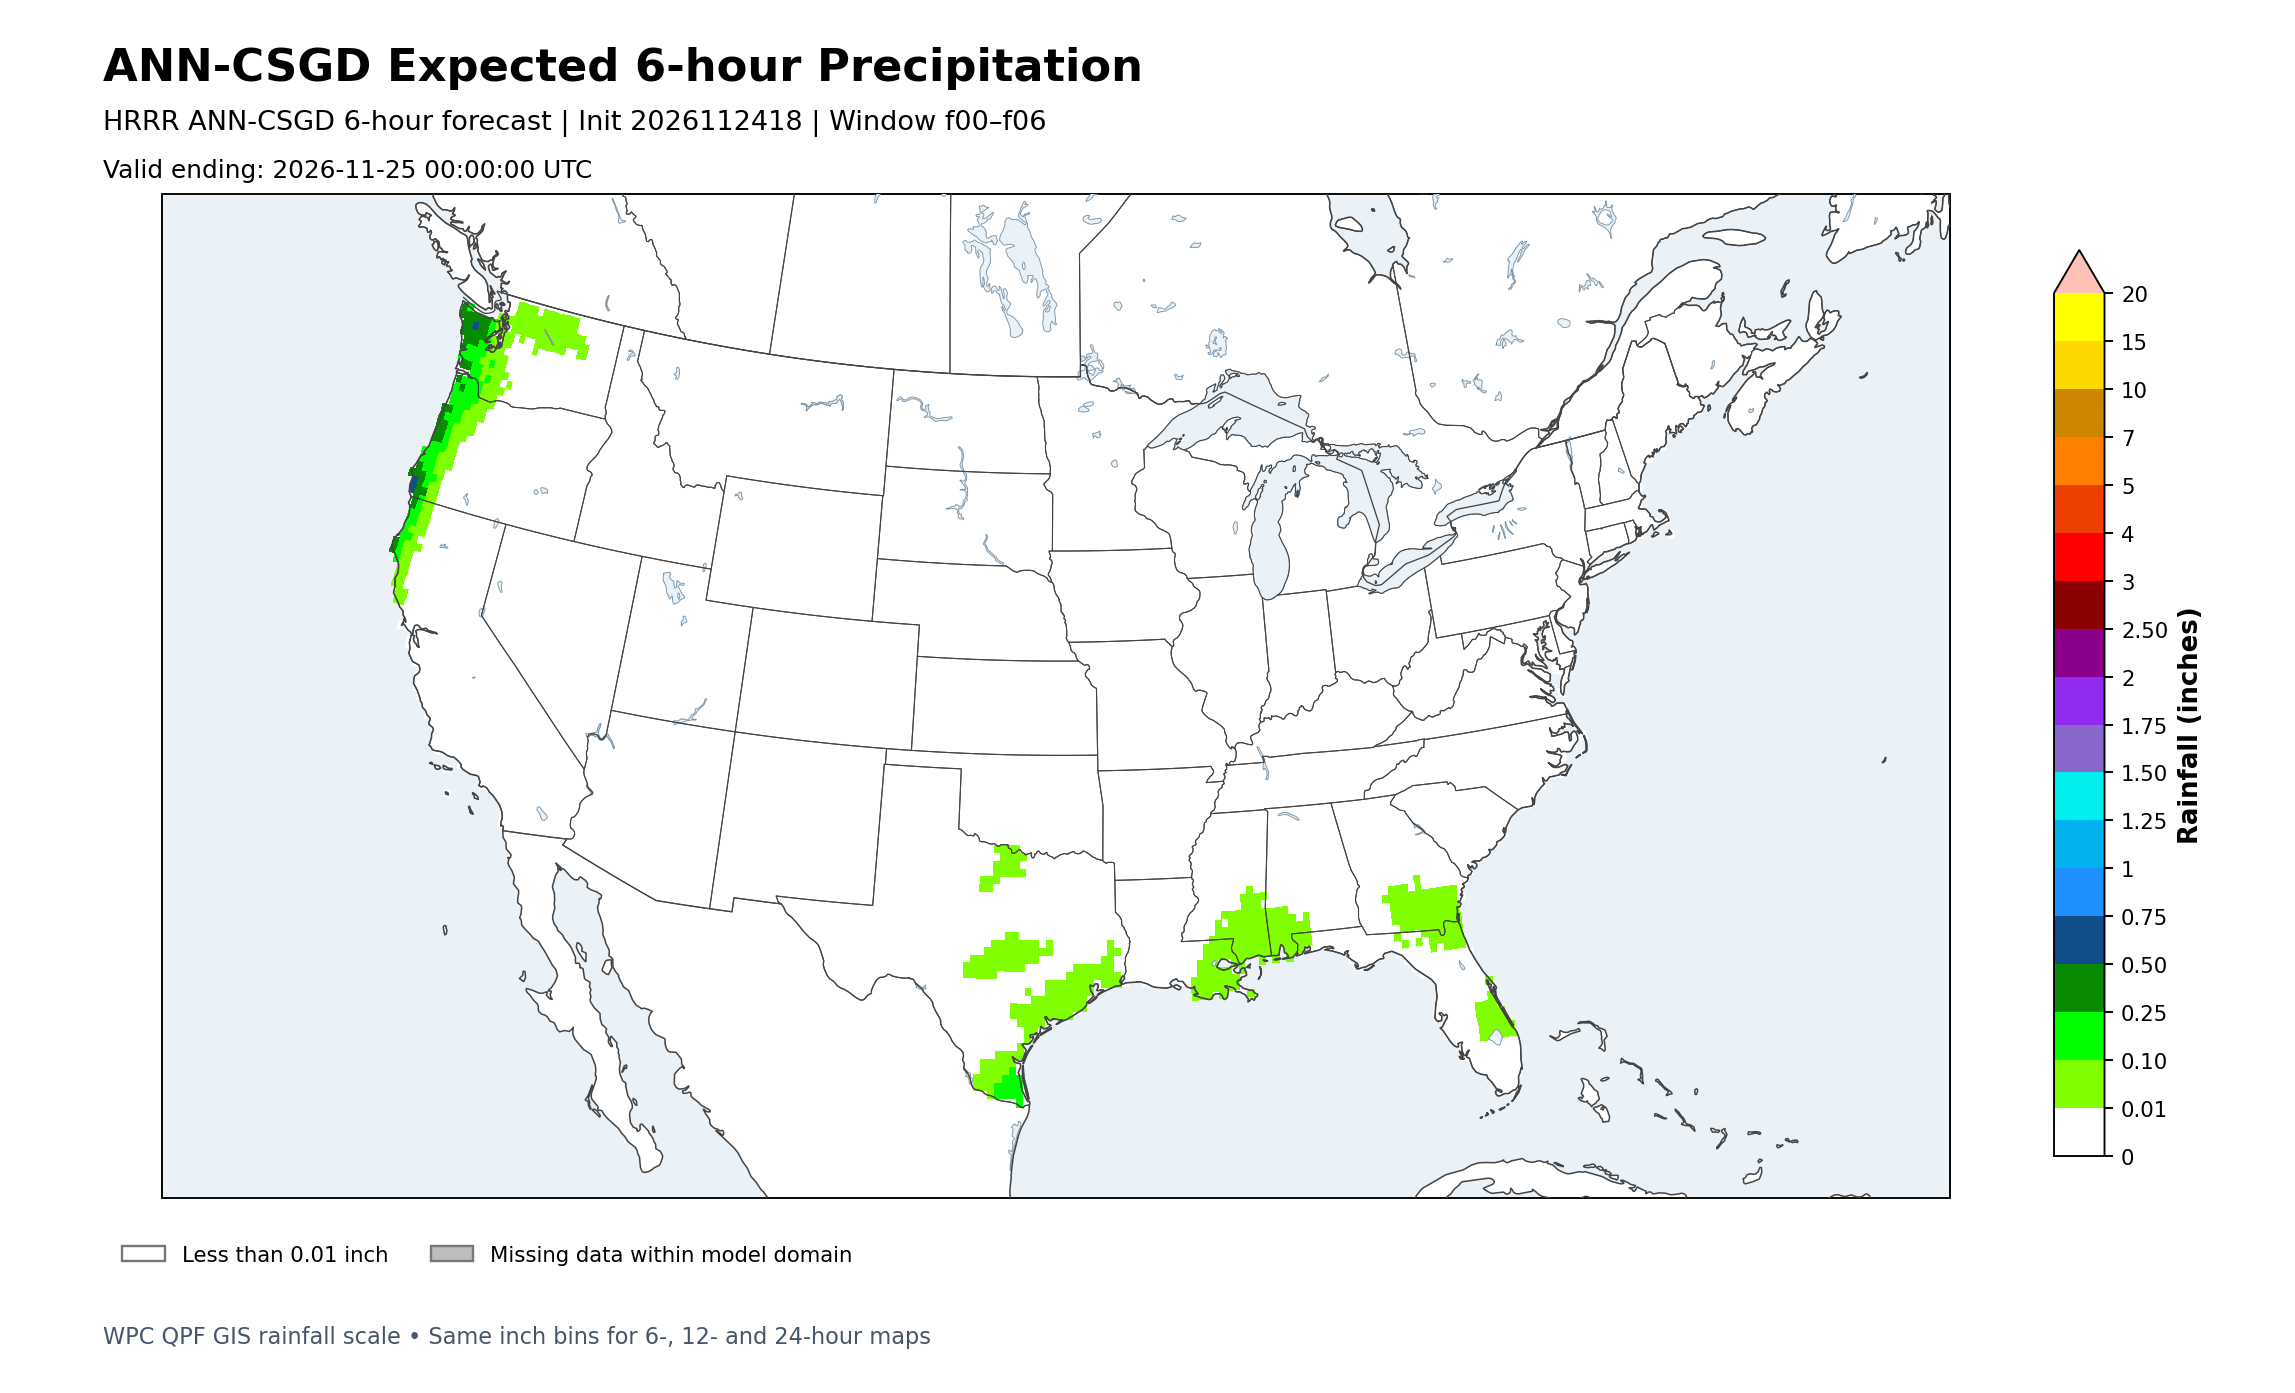 ANN-CSGD Expected 6-hour Precipitation
HRRR ANN-CSGD 6-hour forecast | Init 2026112418 | Window f00–f06
Valid ending: 2026-11-25 00:00:00 UTC
20
15
10
7
5
4
3
2.50
2
1.75
1.50
1.25
1
0.75
0.50
0.25
0.10
0.01
0
Rainfall (inches)
Less than 0.01 inch
Missing data within model domain
WPC QPF GIS rainfall scale • Same inch bins for 6-, 12- and 24-hour maps